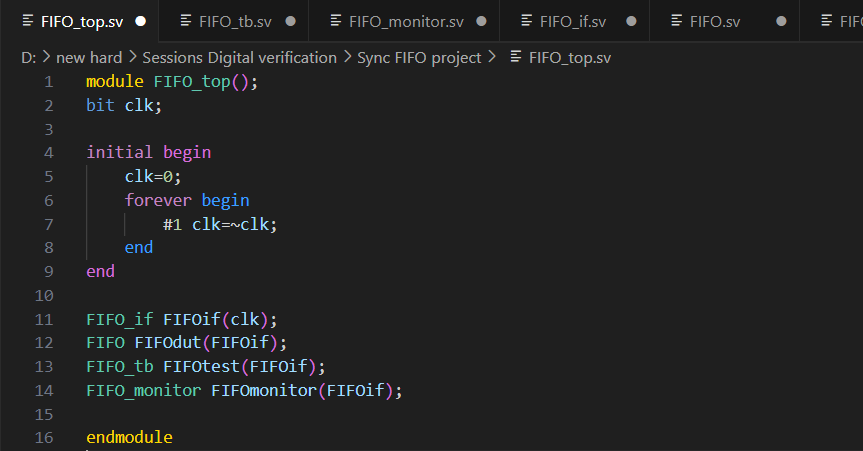 FIFO_top.sv FIFO_tb.sv FIFO_monitor.sv FIFO_if.sv FIFO.sv FIF
D: > new hard > Sessions Digital verification > Sync FIFO project > FIFO_top.sv
1 module FIFO_top();
2 bit clk;
3
4 initial begin
5 clk=0;
6 forever begin
7 #1 clk=~clk;
8 end
9 end
10
11 FIFO_if FIFOif(clk);
12 FIFO FIFOdut(FIFOif);
13 FIFO_tb FIFOtest(FIFOif);
14 FIFO_monitor FIFOmonitor(FIFOif);
15
16 endmodule